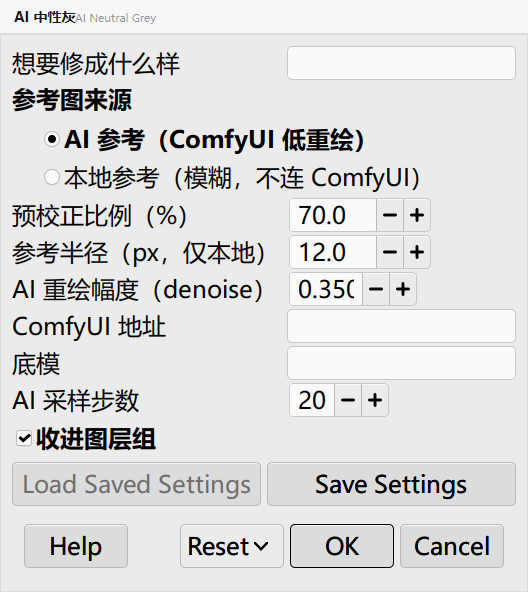 AI 中性灰AI Neutral Grey
想要修成什么样
参考图来源
AI 参考（ComfyUI 低重绘）
本地参考（模糊，不连 ComfyUI）
预校正比例（%） 70.0 − +
参考半径（px，仅本地） 12.0 − +
AI 重绘幅度（denoise） 0.350 − +
ComfyUI 地址
底模
AI 采样步数 20 − +
收进图层组
Load Saved Settings Save Settings
Help Reset OK Cancel